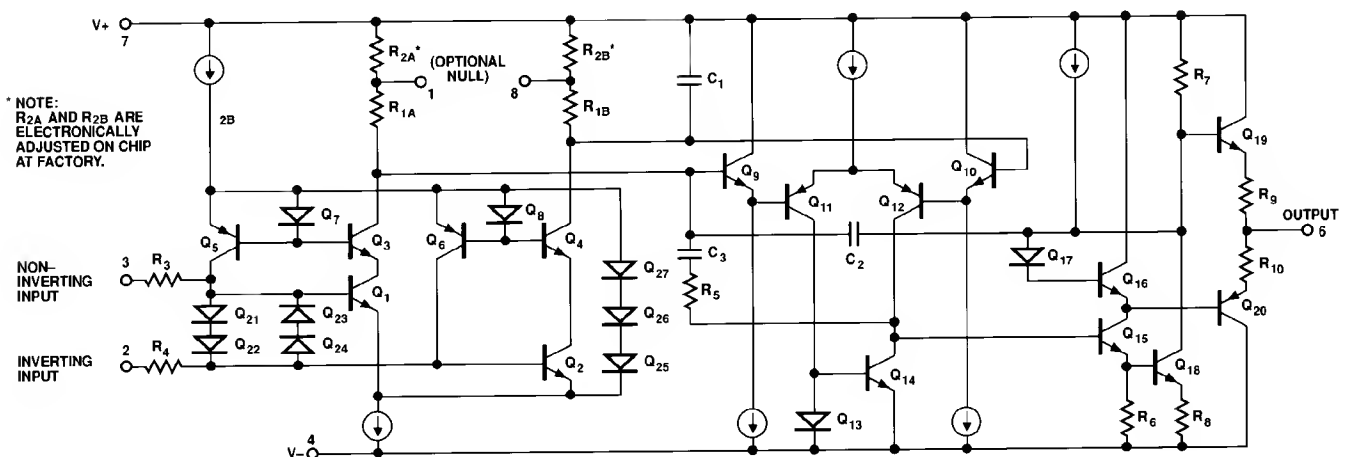 V+
7
R2A*
(OPTIONAL
NULL)
1
8
R2B*
R1A
R1B
* NOTE:
R2A AND R2B ARE
ELECTRONICALLY
ADJUSTED ON CHIP
AT FACTORY.
2B
C1
R7
Q19
Q9
Q10
Q11
Q12
Q7
Q8
Q5
Q3
Q6
Q4
R9
OUTPUT
6
NON–
INVERTING
INPUT
3
R3
Q1
C3
C2
Q17
Q16
R10
Q27
Q21
Q23
R5
Q26
Q20
Q22
Q24
Q15
INVERTING
INPUT
2
R4
Q2
Q25
Q14
Q18
Q13
R6
R8
4
V–